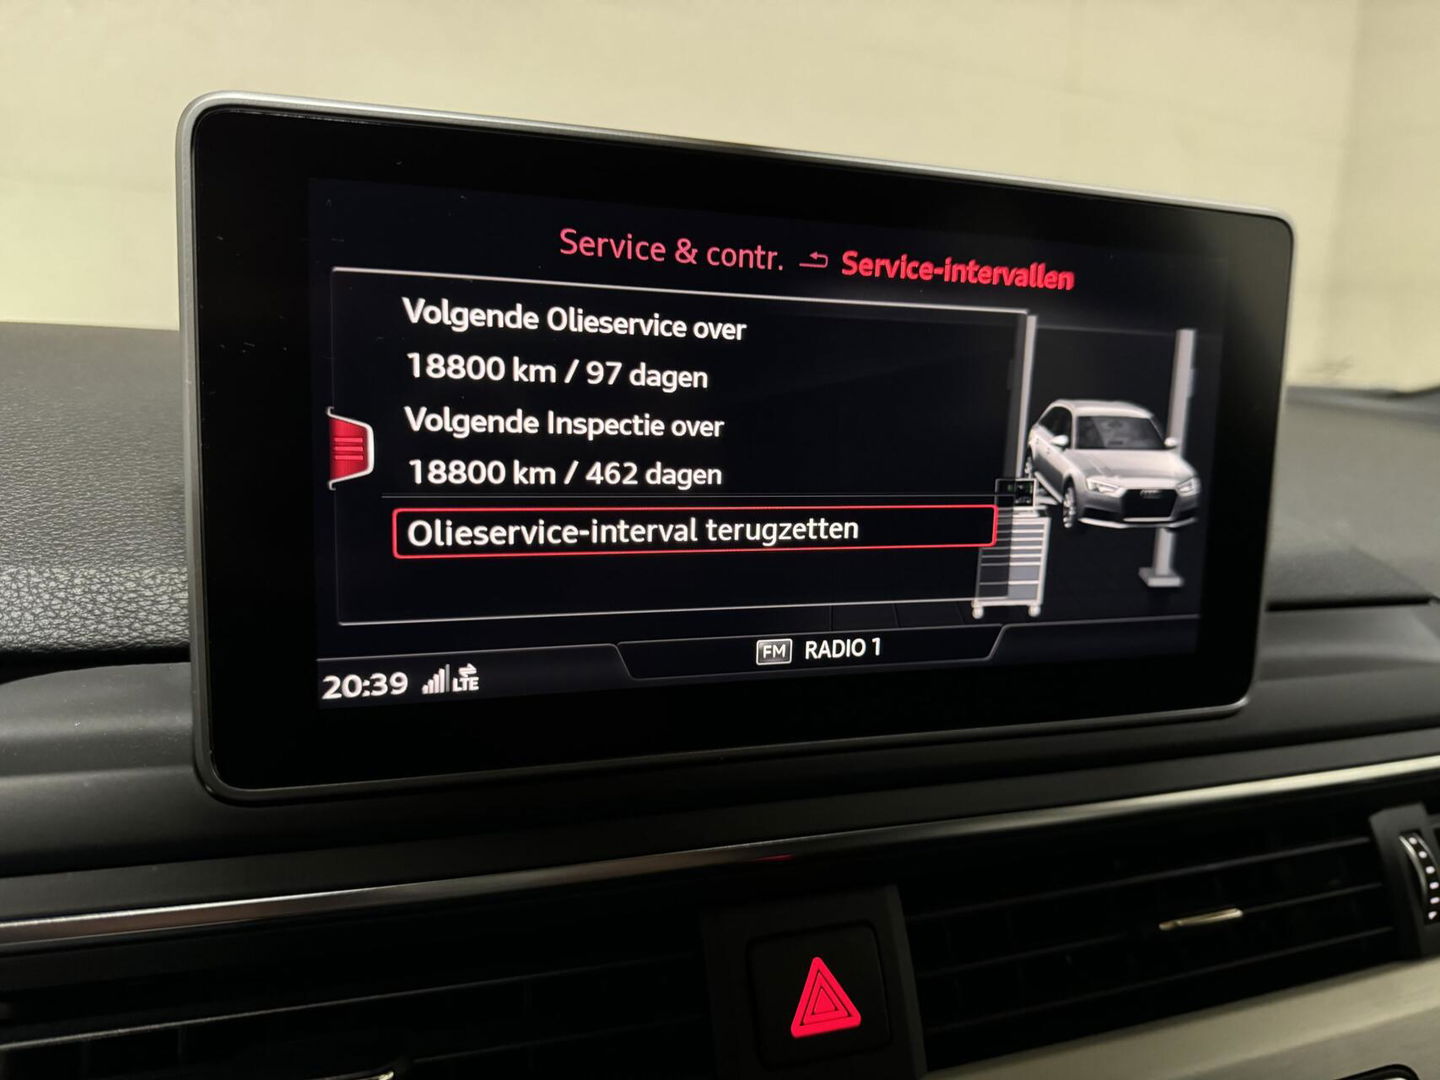 Service & contr. Service-intervallen
Volgende Olieservice over
18800 km / 97 dagen
Volgende Inspectie over
18800 km / 462 dagen
Olieservice-interval terugzetten
FM RADIO 1
20:39 LTE